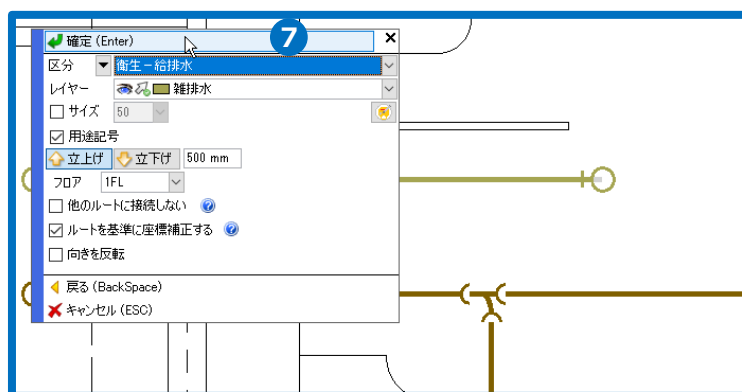 確定 (Enter)
7
区分 衛生－給排水
レイヤー 雑排水
サイズ 50
用途記号
立上げ 立下げ 500 mm
フロア 1FL
他のルートに接続しない ?
ルートを基準に座標補正する ?
向きを反転
戻る (BackSpace)
キャンセル (ESC)